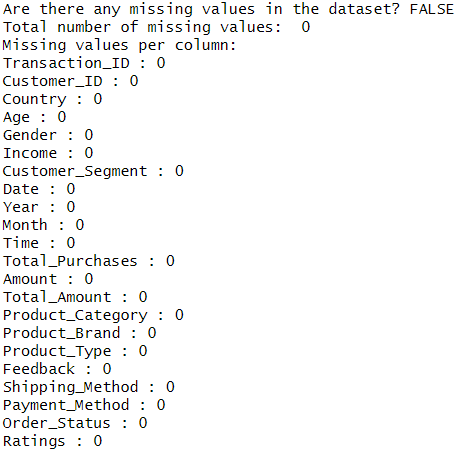 Are there any missing values in the dataset? FALSE
Total number of missing values:  0
Missing values per column:
Transaction_ID : 0
Customer_ID : 0
Country : 0
Age : 0
Gender : 0
Income : 0
Customer_Segment : 0
Date : 0
Year : 0
Month : 0
Time : 0
Total_Purchases : 0
Amount : 0
Total_Amount : 0
Product_Category : 0
Product_Brand : 0
Product_Type : 0
Feedback : 0
Shipping_Method : 0
Payment_Method : 0
Order_Status : 0
Ratings : 0